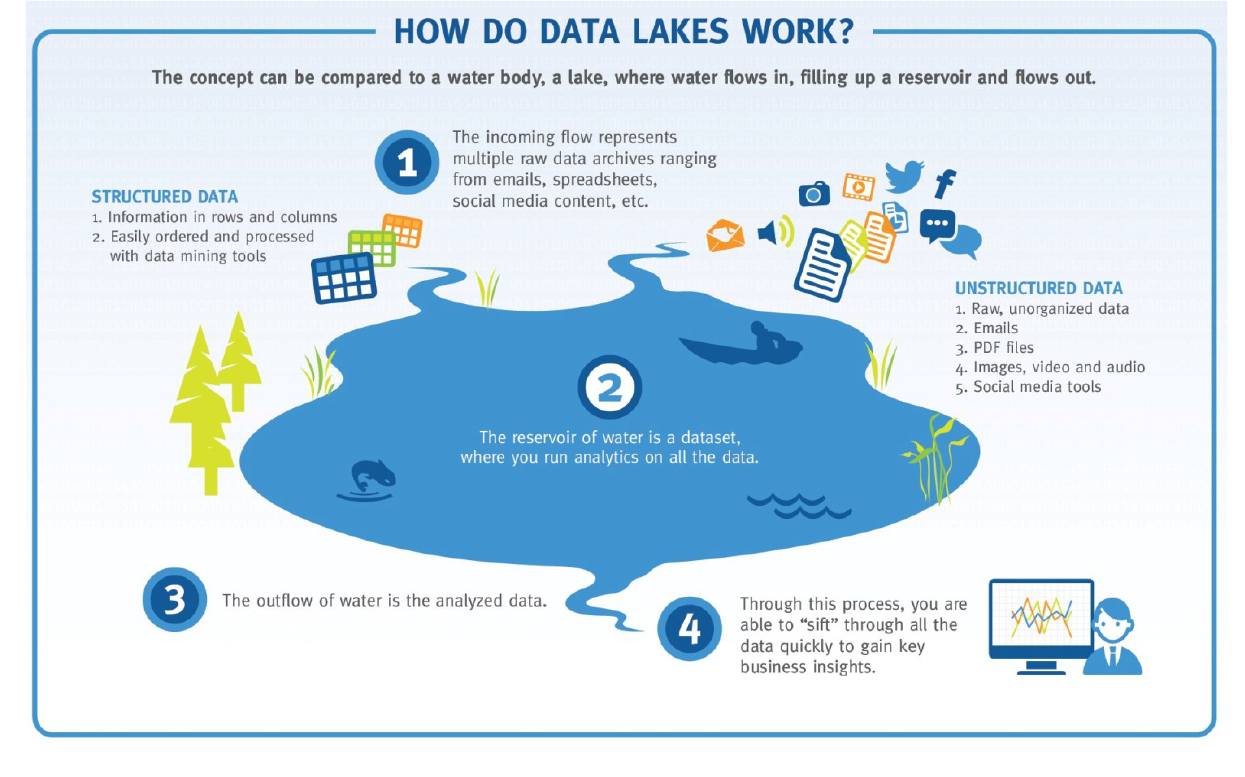 HOW DO DATA LAKES WORK?
The concept can be compared to a water body, a lake, where water flows in, filling up a reservoir and flows out.
1
The incoming flow represents
multiple raw data archives ranging
from emails, spreadsheets,
social media content, etc.
STRUCTURED DATA
1. Information in rows and columns
2. Easily ordered and processed
with data mining tools
UNSTRUCTURED DATA
1. Raw, unorganized data
2. Emails
3. PDF files
4. Images, video and audio
5. Social media tools
2
The reservoir of water is a dataset,
where you run analytics on all the data.
3
The outflow of water is the analyzed data.
4
Through this process, you are
able to “sift” through all the
data quickly to gain key
business insights.